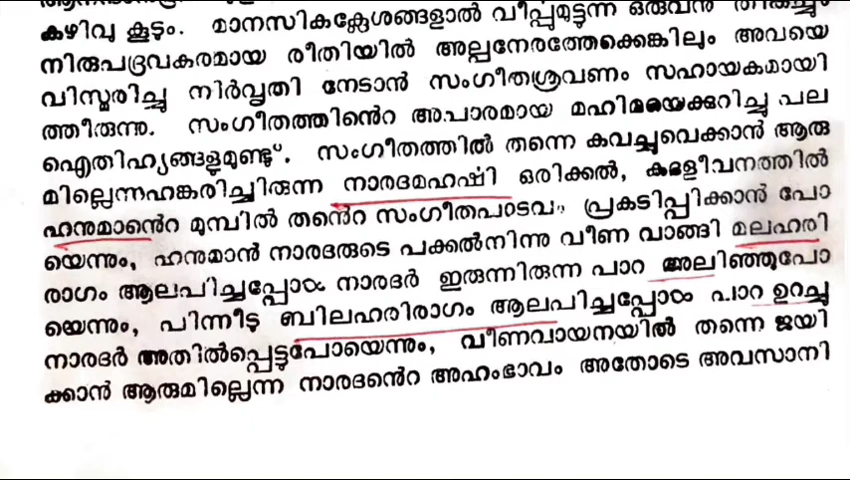 കഴിവു കൂടും. മാനസികക്ലേശങ്ങളാൽ വീർപ്പുമുട്ടുന്ന ഒരുവന്
നിരുപദ്രവകരമായ രീതിയിൽ അല്പനേരത്തേക്കെങ്കിലും അവയെ
വിസ്മരിച്ചു നിർവൃതി നേടാൻ സംഗീതശ്രവണം സഹായകമായി
ത്തീരുന്നു. സംഗീതത്തിൻെറ അപാരമായ മഹിമയെക്കുറിച്ചു പല
ഐതിഹ്യങ്ങളുമുണ്ടു്. സംഗീതത്തിൽ തന്നെ കവച്ചുവെക്കാൻ ആരു
മില്ലെന്നഹങ്കരിച്ചിരുന്ന നാരദമഹഷി ഒരിക്കൽ, കദളീവനത്തിൽ
ഹനുമാൻെറ മുമ്പിൽ തൻെറ സംഗീതപാടവം പ്രകടിപ്പിക്കാൻ പോ
യെന്നും, ഹനുമാൻ നാരദരുടെ പക്കൽനിന്നു വീണ വാങ്ങി മലഹരി
രാഗം ആലപിച്ചപ്പോൾ നാരദർ ഇരുന്നിരുന്ന പാറ അലിഞ്ഞുപോ
യെന്നും, പിന്നീടു ബിലഹരിരാഗം ആലപിച്ചപ്പോൾ പാറ ഉറച്ചു
നാരദർ അതിൽപ്പെട്ടുപോയെന്നും, വീണവായനയിൽ തന്നെ ജയി
ക്കാൻ ആരുമില്ലെന്ന നാരദൻെറ അഹംഭാവം അതോടെ അവസാനി